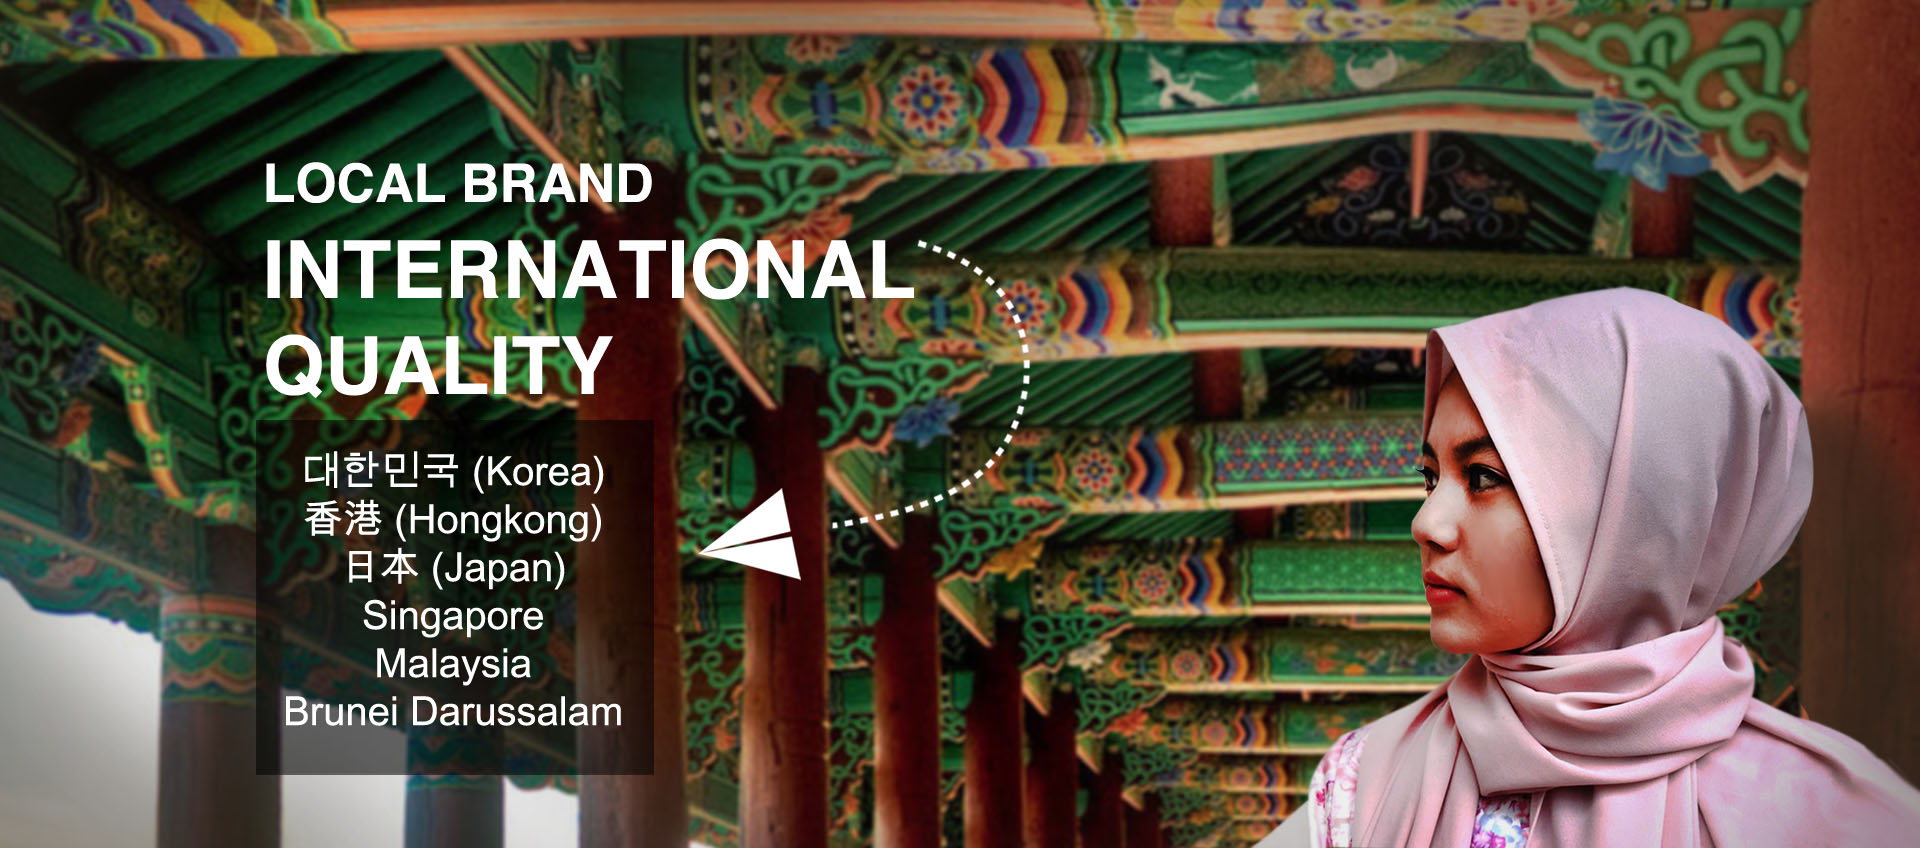 LOCAL BRAND
INTERNATIONAL
QUALITY
대한민국 (Korea)
香港 (Hongkong)
日本 (Japan)
Singapore
Malaysia
Brunei Darussalam